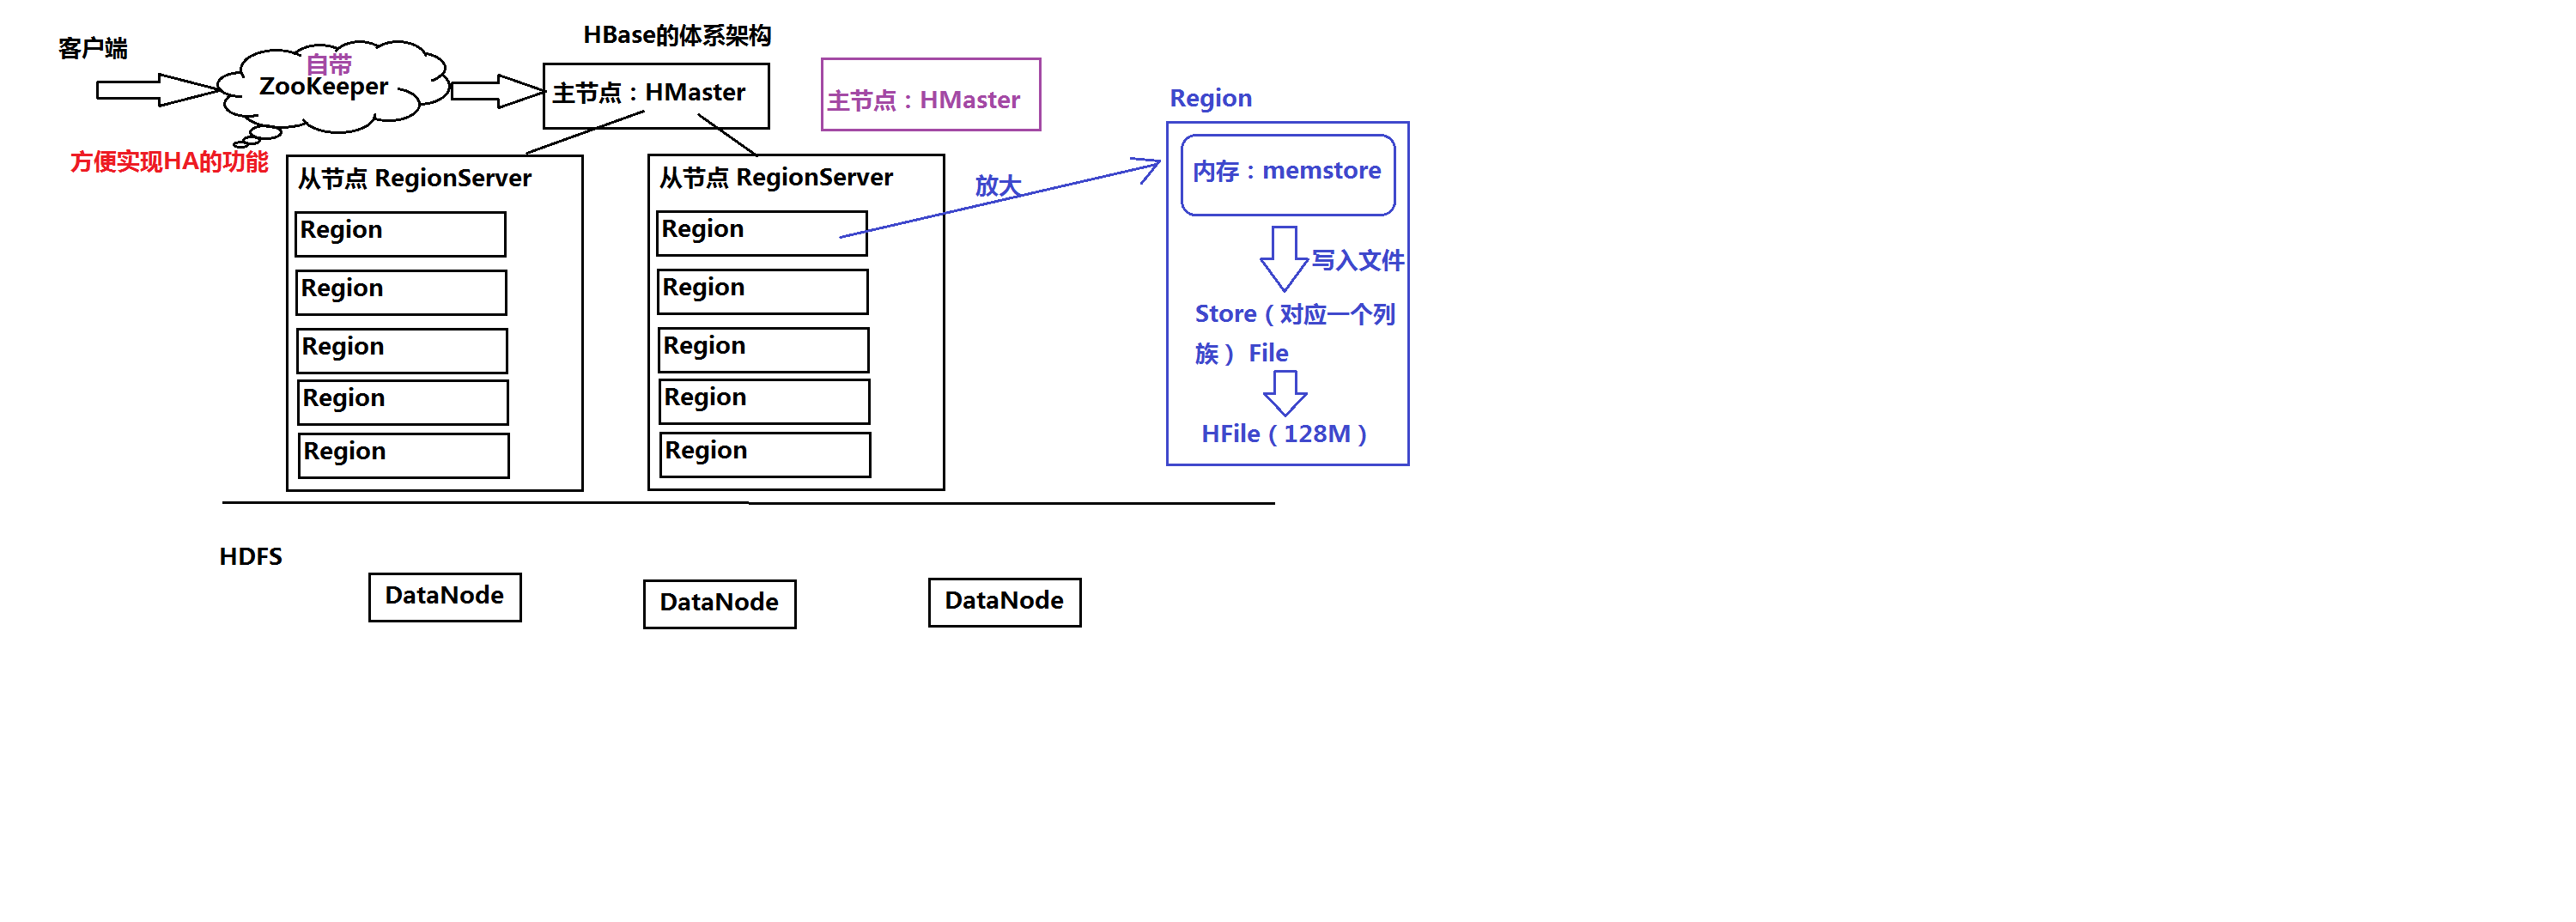 HBase的体系架构
客户端
自带
ZooKeeper
方便实现HA的功能
主节点：HMaster
主节点：HMaster
从节点 RegionServer
Region
Region
Region
Region
Region
从节点 RegionServer
Region
Region
Region
Region
Region
放大
Region
内存：memstore
写入文件
Store（对应一个列
族） File
HFile（128M）
HDFS
DataNode
DataNode
DataNode